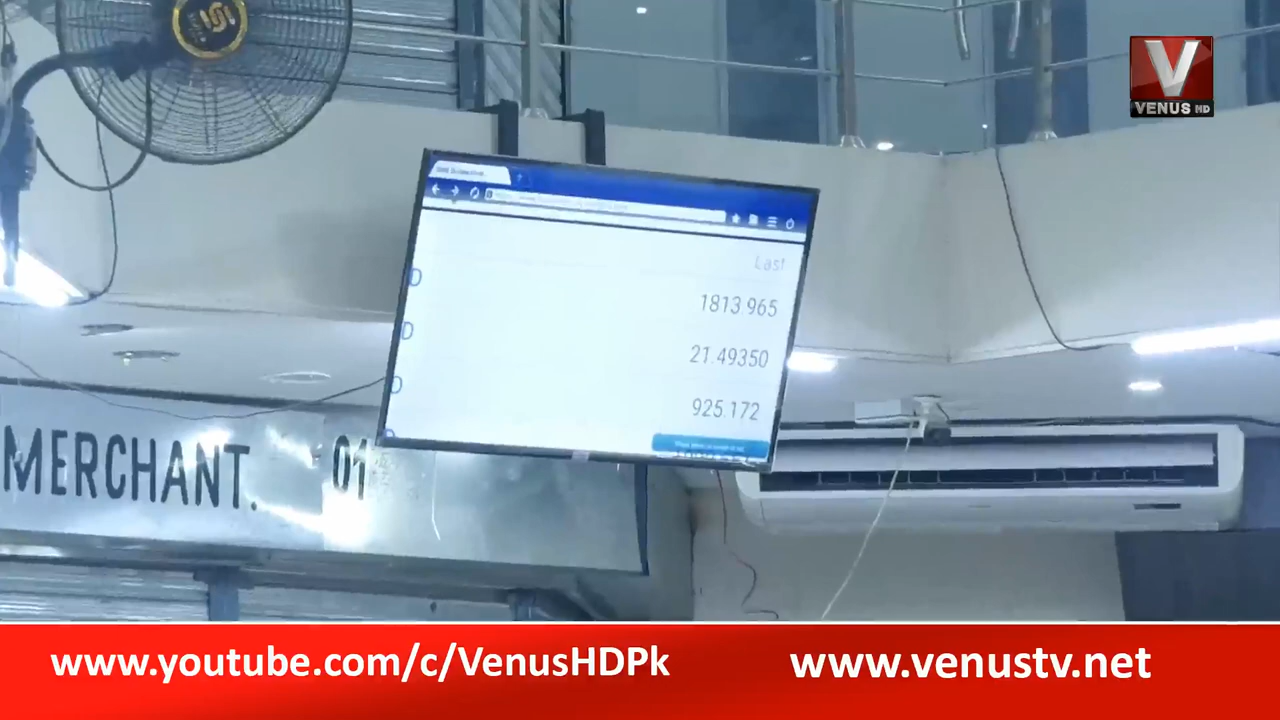 VENUS HD
Last
D
1813.965
D
21.49350
D
925.172
MERCHANT. 01
www.youtube.com/c/VenusHDPk
www.venustv.net